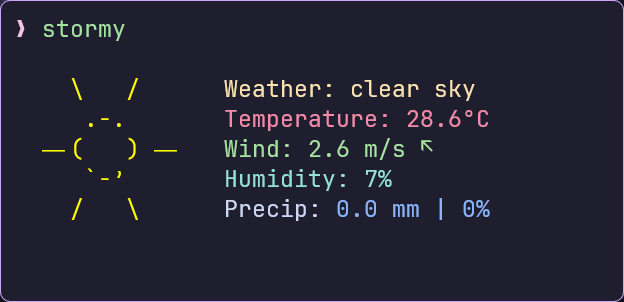 ❫ stormy
Weather: clear sky
Temperature: 28.6°C
Wind: 2.6 m/s ↖
Humidity: 7%
Precip: 0.0 mm | 0%